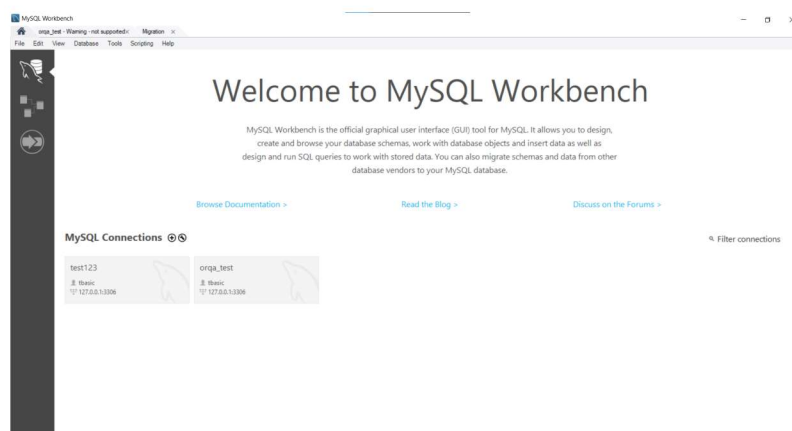 MySQL Workbench
orqa_test - Warning - not supported × Migration ×
File Edit View Database Tools Scripting Help
Welcome to MySQL Workbench
MySQL Workbench is the official graphical user interface (GUI) tool for MySQL. It allows you to design,
create and browse your database schemas, work with database objects and insert data as well as
design and run SQL queries to work with stored data. You can also migrate schemas and data from other
database vendors to your MySQL database.
Browse Documentation > Read the Blog > Discuss on the Forums >
MySQL Connections Filter connections
test123 orqa_test
tbasic tbasic
127.0.0.1:3306 127.0.0.1:3306